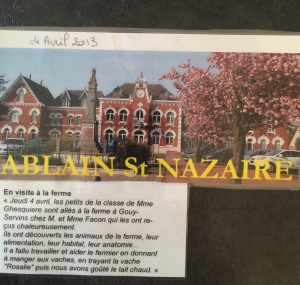 04 Avril 2013
ABLAIN St NAZAIRE
En visite à la ferme
« Jeudi 4 avril, les petits de la classe de Mme
Ghesquiere sont allés à la ferme à Gouy-
Servins chez M. et Mme Facon qui les ont re-
çus chaleureusement.
Ils ont découverts les animaux de la ferme, leur
alimentation, leur habitat, leur anatomie...
Il a fallu travailler et aider le fermier en donnant
à manger aux vaches, en trayant la vache
"Rosalie" puis nous avons goûté le lait chaud. »